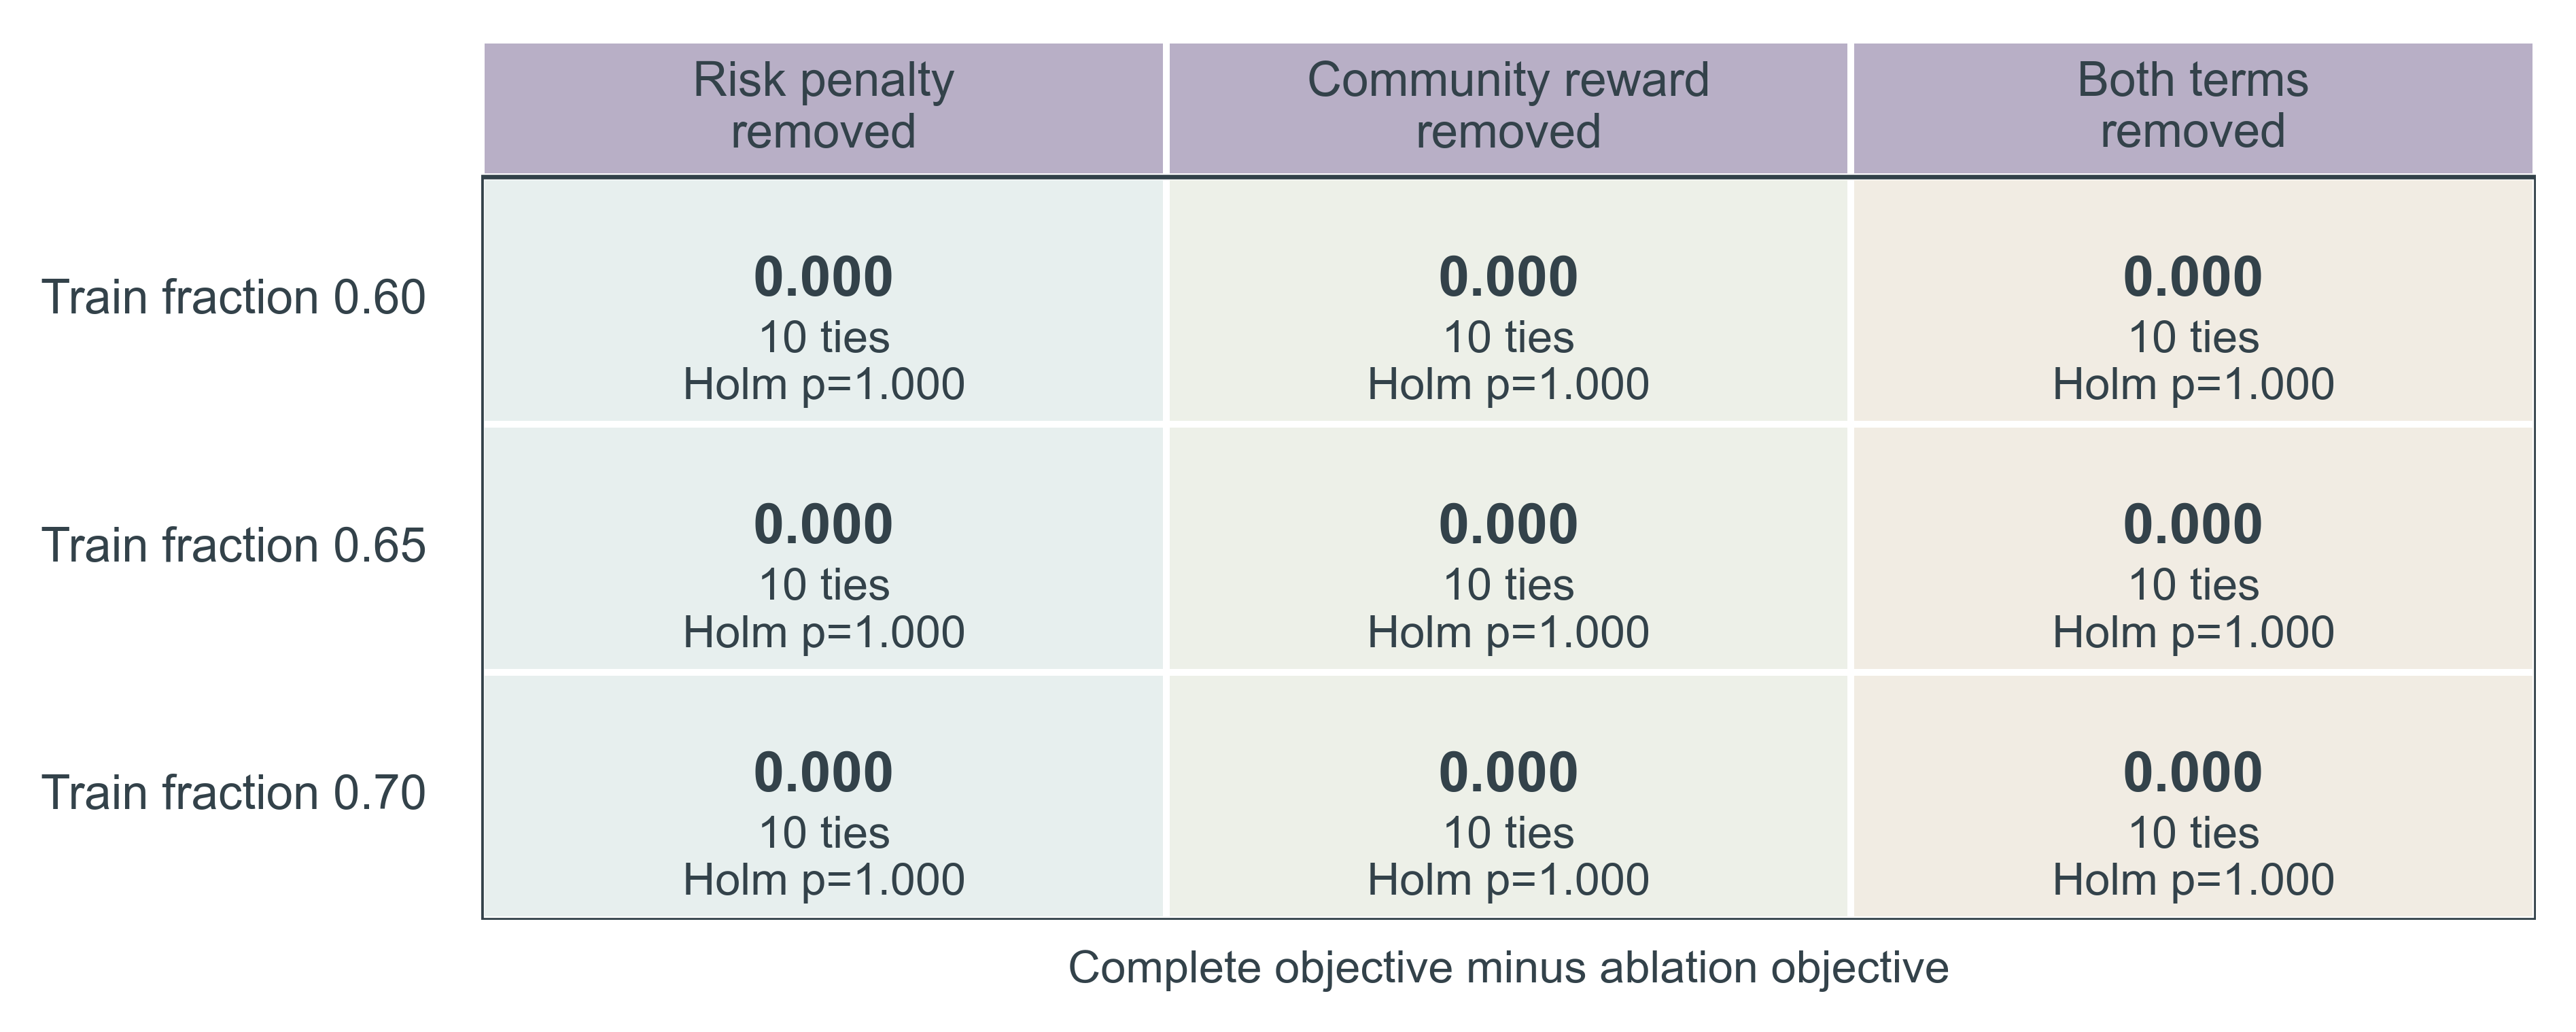 Risk penalty
removed
Community reward
removed
Both terms
removed
Train fraction 0.60
0.000
10 ties
Holm p=1.000
0.000
10 ties
Holm p=1.000
0.000
10 ties
Holm p=1.000
Train fraction 0.65
0.000
10 ties
Holm p=1.000
0.000
10 ties
Holm p=1.000
0.000
10 ties
Holm p=1.000
Train fraction 0.70
0.000
10 ties
Holm p=1.000
0.000
10 ties
Holm p=1.000
0.000
10 ties
Holm p=1.000
Complete objective minus ablation objective